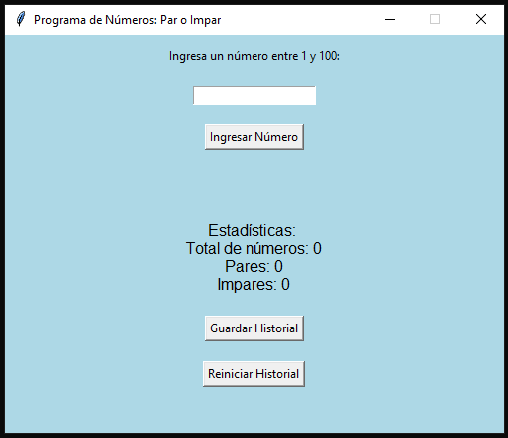 Programa de Números: Par o Impar
Ingresa un número entre 1 y 100:
Ingresar Número
Estadísticas:
Total de números: 0
Pares: 0
Impares: 0
Guardar Historial
Reiniciar Historial